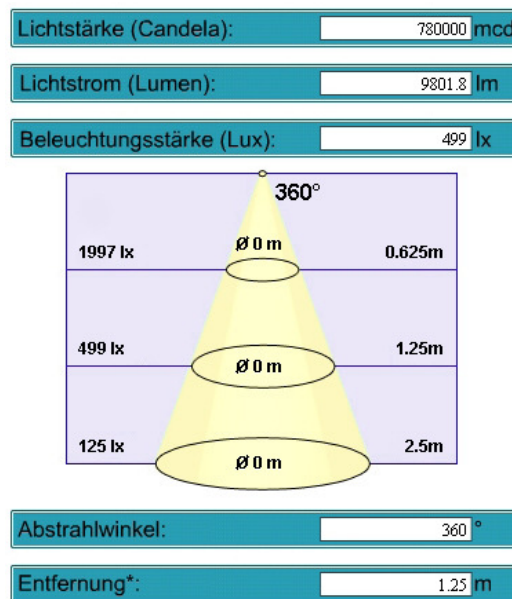 Lichtstärke (Candela): 780000 mcd
Lichtstrom (Lumen): 9801.8 lm
Beleuchtungsstärke (Lux): 499 lx
360°
1997 lx Ø 0 m 0.625m
499 lx Ø 0 m 1.25m
125 lx Ø 0 m 2.5m
Abstrahlwinkel: 360 °
Entfernung*: 1.25 m